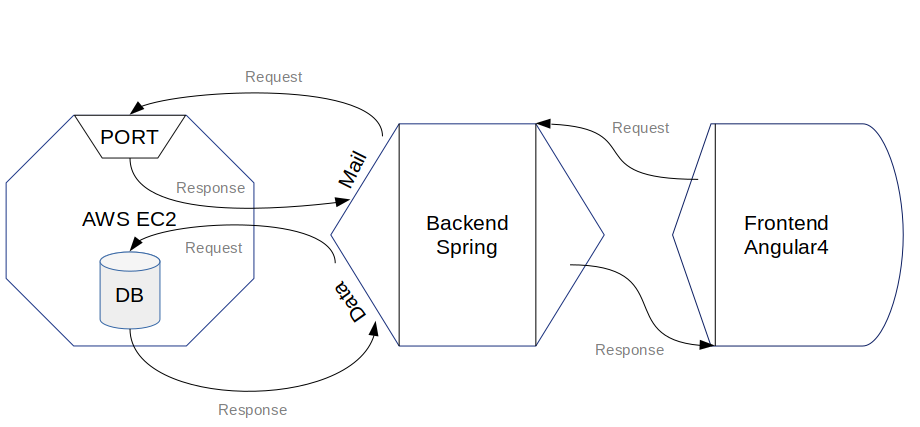 Request
PORT
Response
AWS EC2
Request
DB
Response
Mail
Data
Backend
Spring
Request
Response
Frontend
Angular4